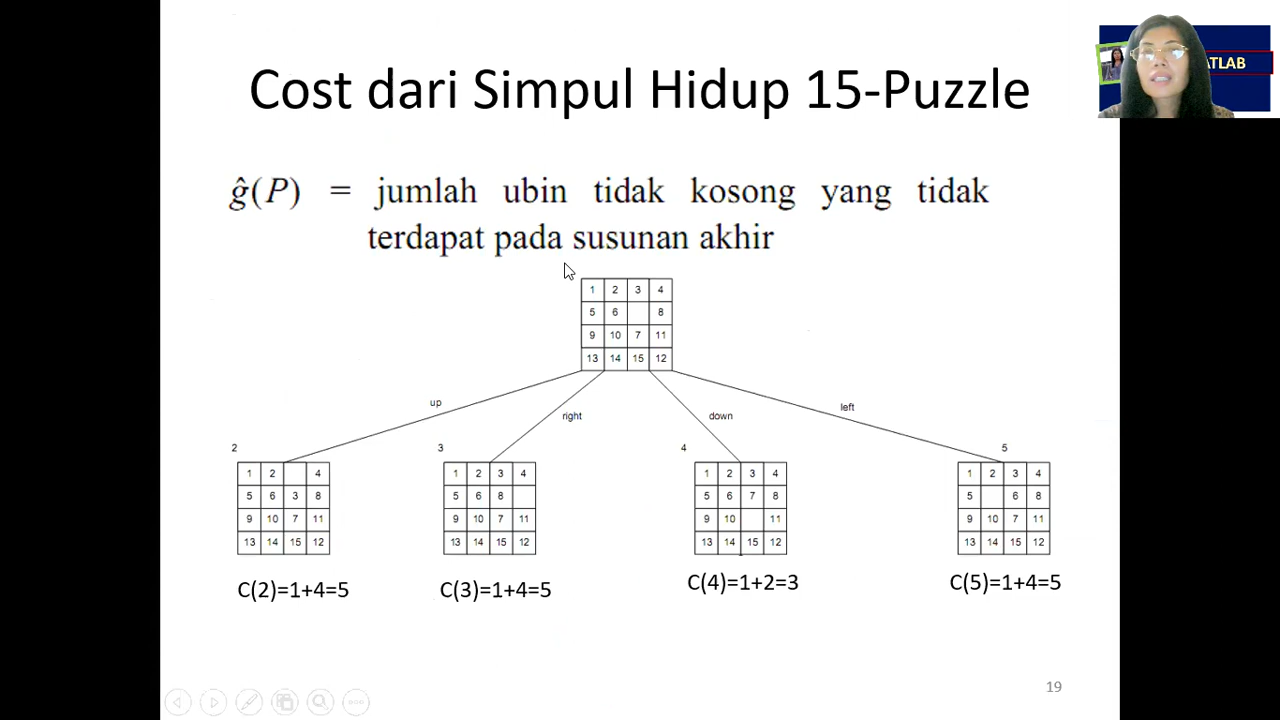 ATLAB
Cost dari Simpul Hidup 15-Puzzle
ĝ(P) = jumlah ubin tidak kosong yang tidak
terdapat pada susunan akhir
1 2 3 4
5 6 8
9 10 7 11
13 14 15 12
up
right
down
left
2
3
4
5
1 2 4
5 6 3 8
9 10 7 11
13 14 15 12
1 2 3 4
5 6 8
9 10 7 11
13 14 15 12
1 2 3 4
5 6 7 8
9 10 11
13 14 15 12
1 2 3 4
5 6 8
9 10 7 11
13 14 15 12
C(2)=1+4=5
C(3)=1+4=5
C(4)=1+2=3
C(5)=1+4=5
19